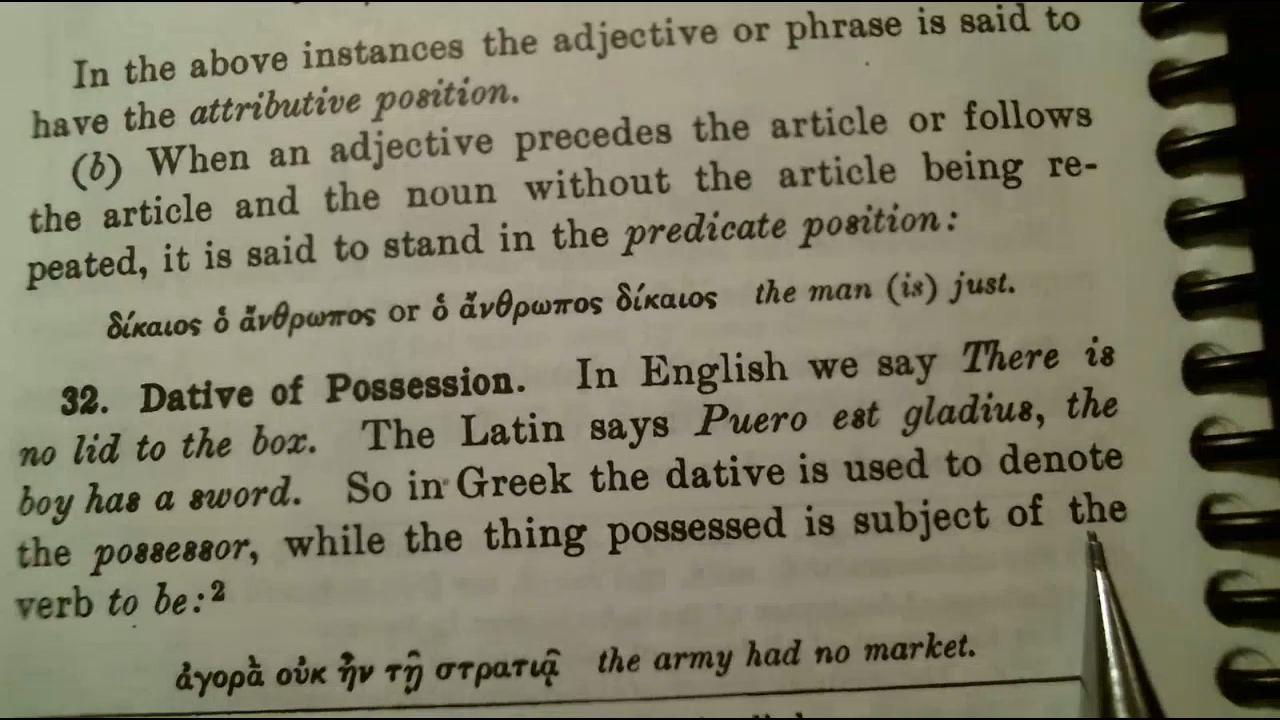 In the above instances the adjective or phrase is said to
have the attributive position.
(b) When an adjective precedes the article or follows
the article and the noun without the article being re-
peated, it is said to stand in the predicate position:
δίκαιος ὁ ἄνθρωπος or ὁ ἄνθρωπος δίκαιος the man (is) just.
32. Dative of Possession. In English we say There is
no lid to the box. The Latin says Puero est gladius, the
boy has a sword. So in Greek the dative is used to denote
the possessor, while the thing possessed is subject of the
verb to be:²
ἀγορὰ οὐκ ἦν τῇ στρατιᾷ the army had no market.